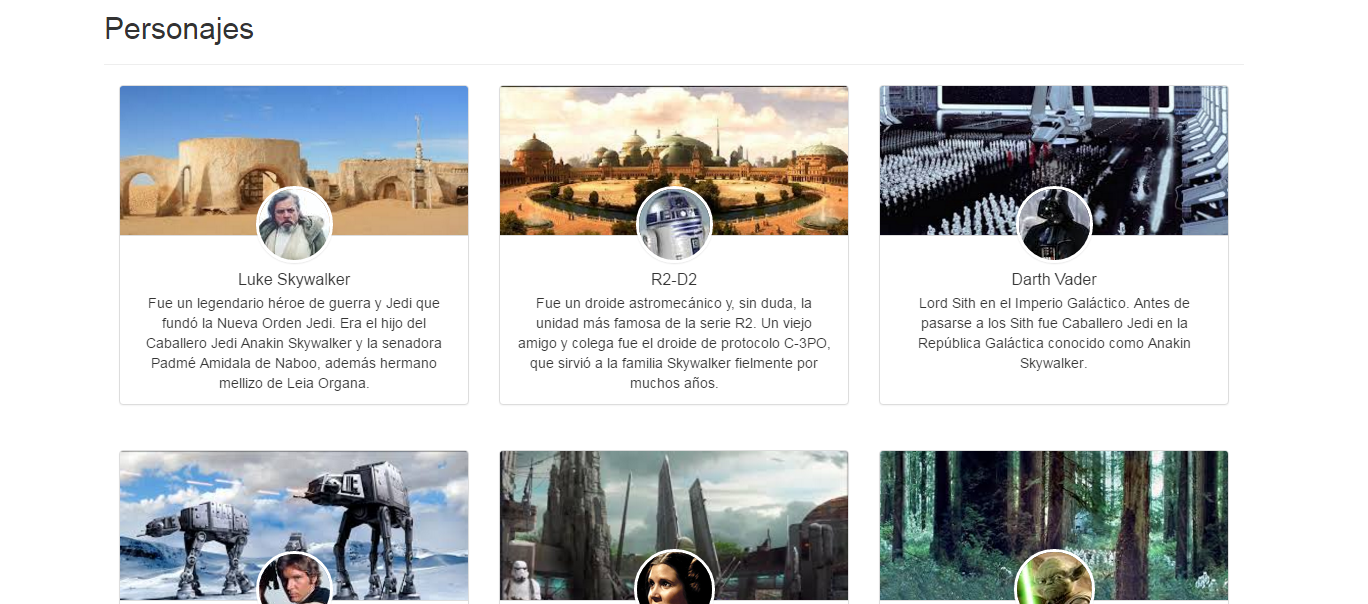 Personajes
Luke Skywalker
Fue un legendario héroe de guerra y Jedi que
fundó la Nueva Orden Jedi. Era el hijo del
Caballero Jedi Anakin Skywalker y la senadora
Padmé Amidala de Naboo, además hermano
mellizo de Leia Organa.
R2-D2
Fue un droide astromecánico y, sin duda, la
unidad más famosa de la serie R2. Un viejo
amigo y colega fue el droide de protocolo C-3PO,
que sirvió a la familia Skywalker fielmente por
muchos años.
Darth Vader
Lord Sith en el Imperio Galáctico. Antes de
pasarse a los Sith fue Caballero Jedi en la
República Galáctica conocido como Anakin
Skywalker.